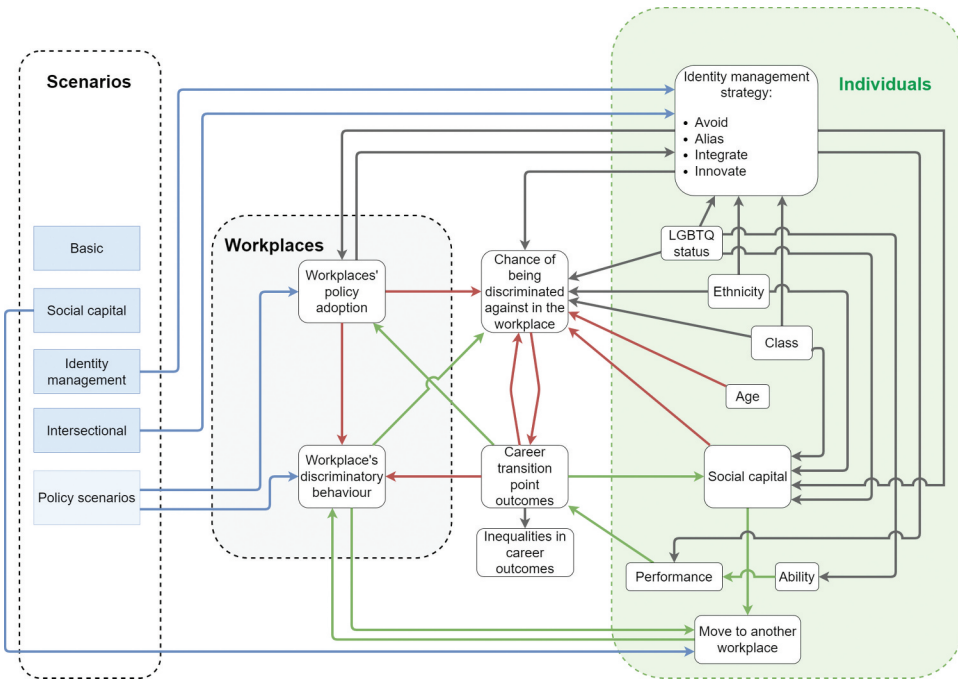 Scenarios
Basic
Social capital
Identity
management
Intersectional
Policy scenarios
Workplaces
Workplaces'
policy
adoption
Workplace's
discriminatory
behaviour
Chance of
being
discriminated
against in the
workplace
Career
transition
point
outcomes
Inequalities in
career
outcomes
Individuals
Identity management
strategy:
• Avoid
• Alias
• Integrate
• Innovate
LGBTQ
status
Ethnicity
Class
Age
Social capital
Performance
Ability
Move to another
workplace